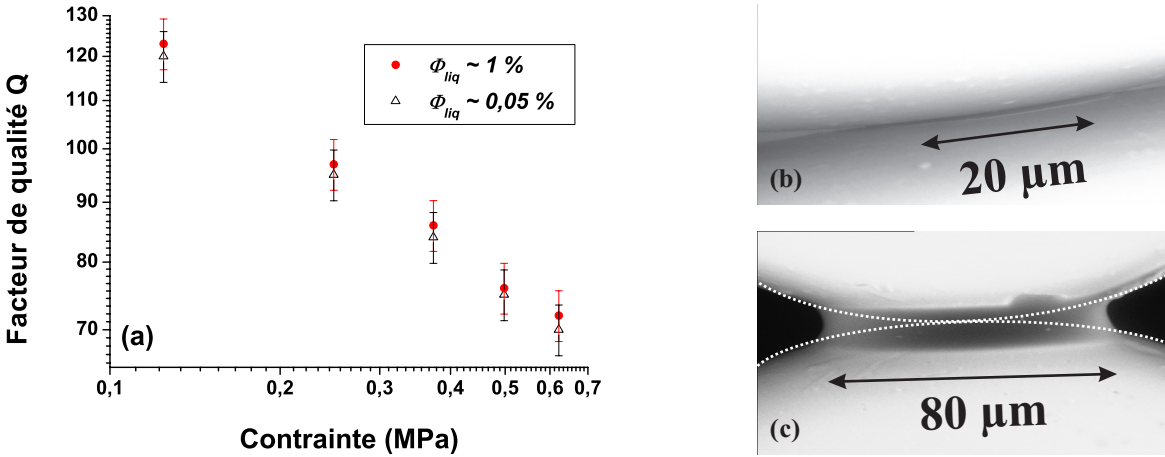 Facteur de qualité Q
130
120
110
100
90
80
70
(a)
Φliq ~ 1 %
Φliq ~ 0,05 %
0,1
0,2
0,3
0,4
0,5
0,6
0,7
Contrainte (MPa)
20 µm
(b)
80 µm
(c)